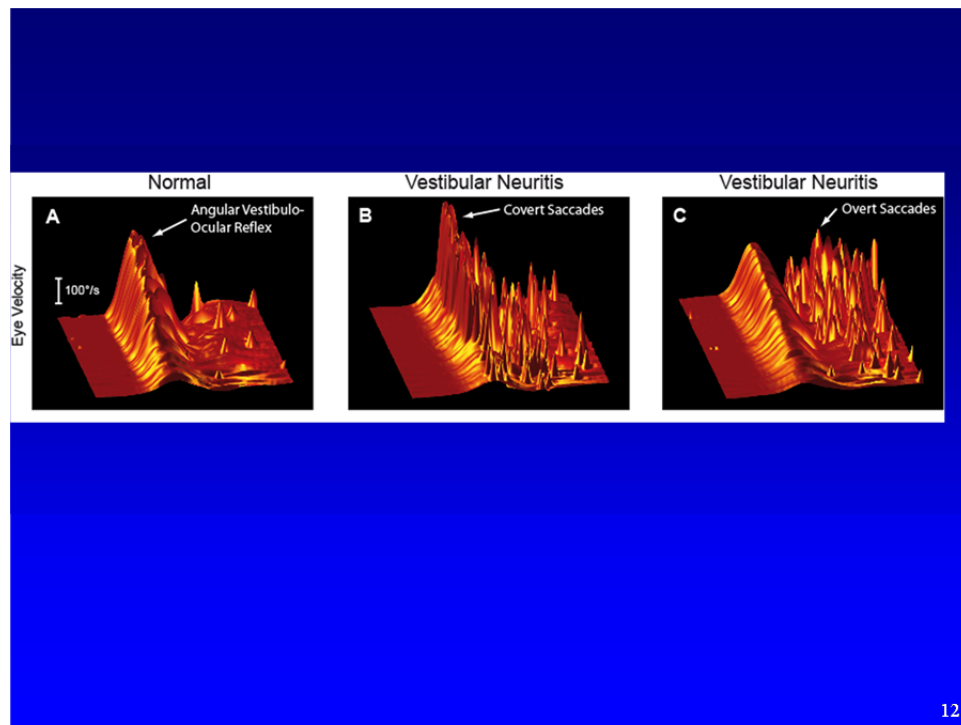 Normal
Vestibular Neuritis
Vestibular Neuritis
A
Angular Vestibulo-
Ocular Reflex
B
Covert Saccades
C
Overt Saccades
100°/s
Eye Velocity
12